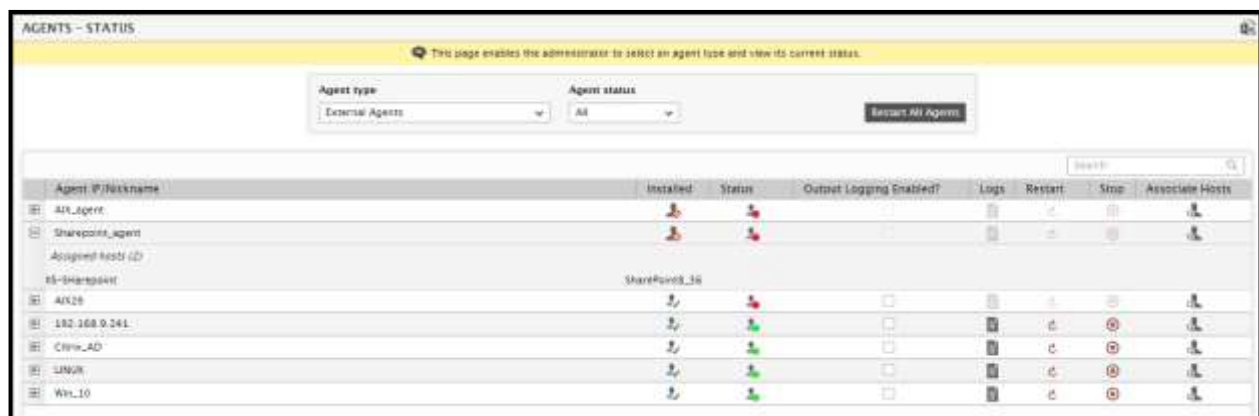 AGENTS - STATUS
This page enables the administrator to select an agent type and view its current status.
Agent type
Agent status
External Agents
All
Restart All Agents
Search
Agent IP/Nickname Installed Status Output Logging Enabled? Logs Restart Stop Associate Hosts
AIX_agent
Sharepoint_agent
Assigned hosts (2)
SharePoint8_36
AIX26
192.168.9.241
Citrix_AD
LINUX
Win_10